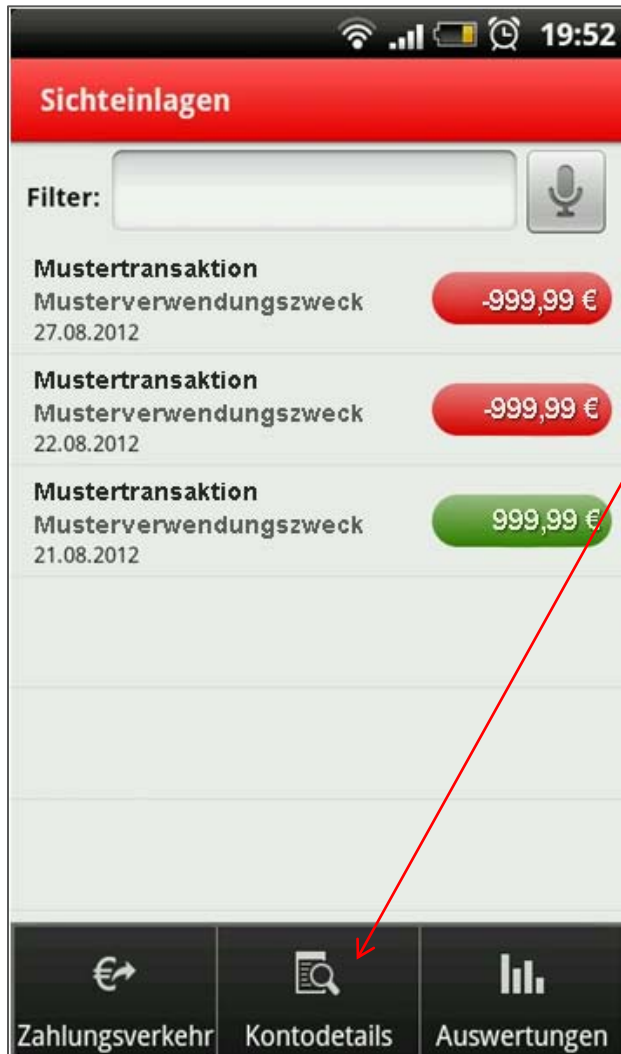 19:52
Sichteinlagen
Filter:
Mustertransaktion
Musterverwendungszweck
-999,99 €
27.08.2012
Mustertransaktion
Musterverwendungszweck
-999,99 €
22.08.2012
Mustertransaktion
Musterverwendungszweck
999,99 €
21.08.2012
Zahlungsverkehr
Kontodetails
Auswertungen